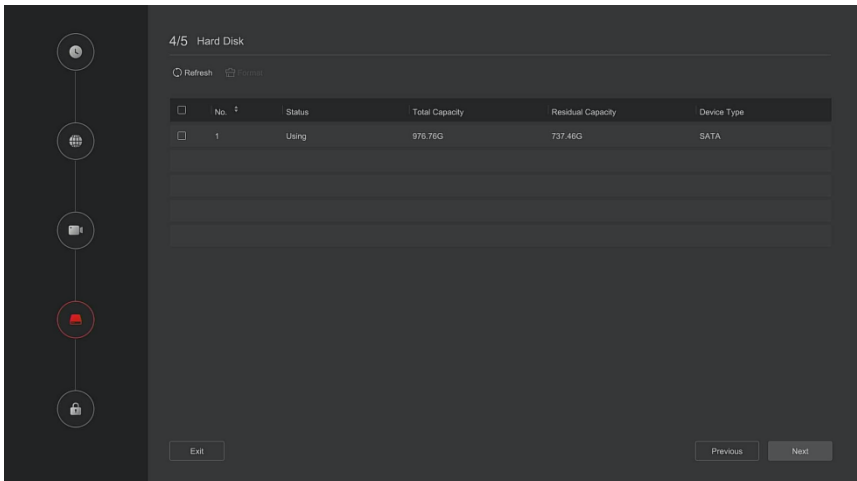 4/5 Hard Disk
Refresh Format
No. Status Total Capacity Residual Capacity Device Type
1 Using 976.76G 737.46G SATA
Exit Previous Next